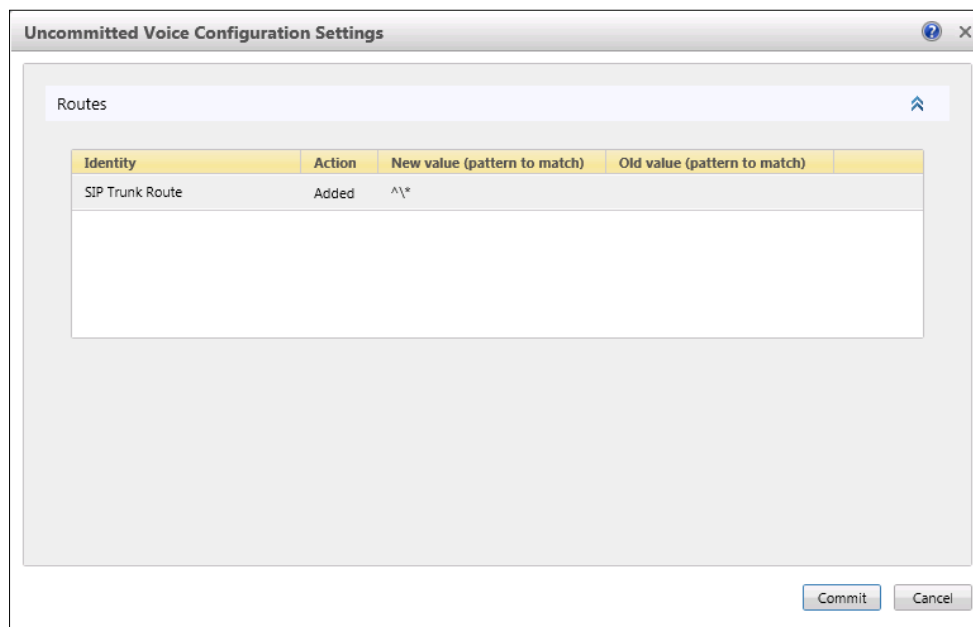 Uncommitted Voice Configuration Settings
Routes
Identity Action New value (pattern to match) Old value (pattern to match)
SIP Trunk Route Added ^\*
Commit Cancel